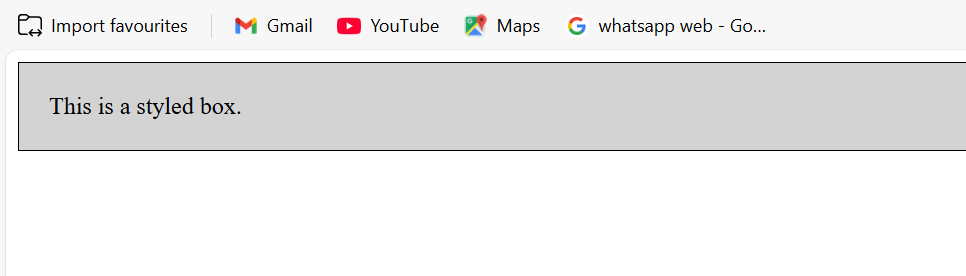 Import favourites Gmail YouTube Maps whatsapp web - Go...
This is a styled box.